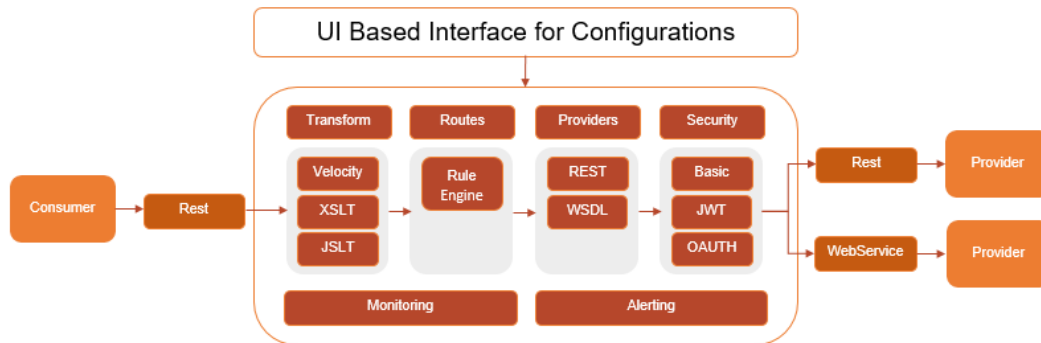 UI Based Interface for Configurations
Transform
Routes
Providers
Security
Velocity
XSLT
JSLT
Rule
Engine
REST
WSDL
Basic
JWT
OAUTH
Consumer
Rest
Rest
Provider
WebService
Provider
Monitoring
Alerting